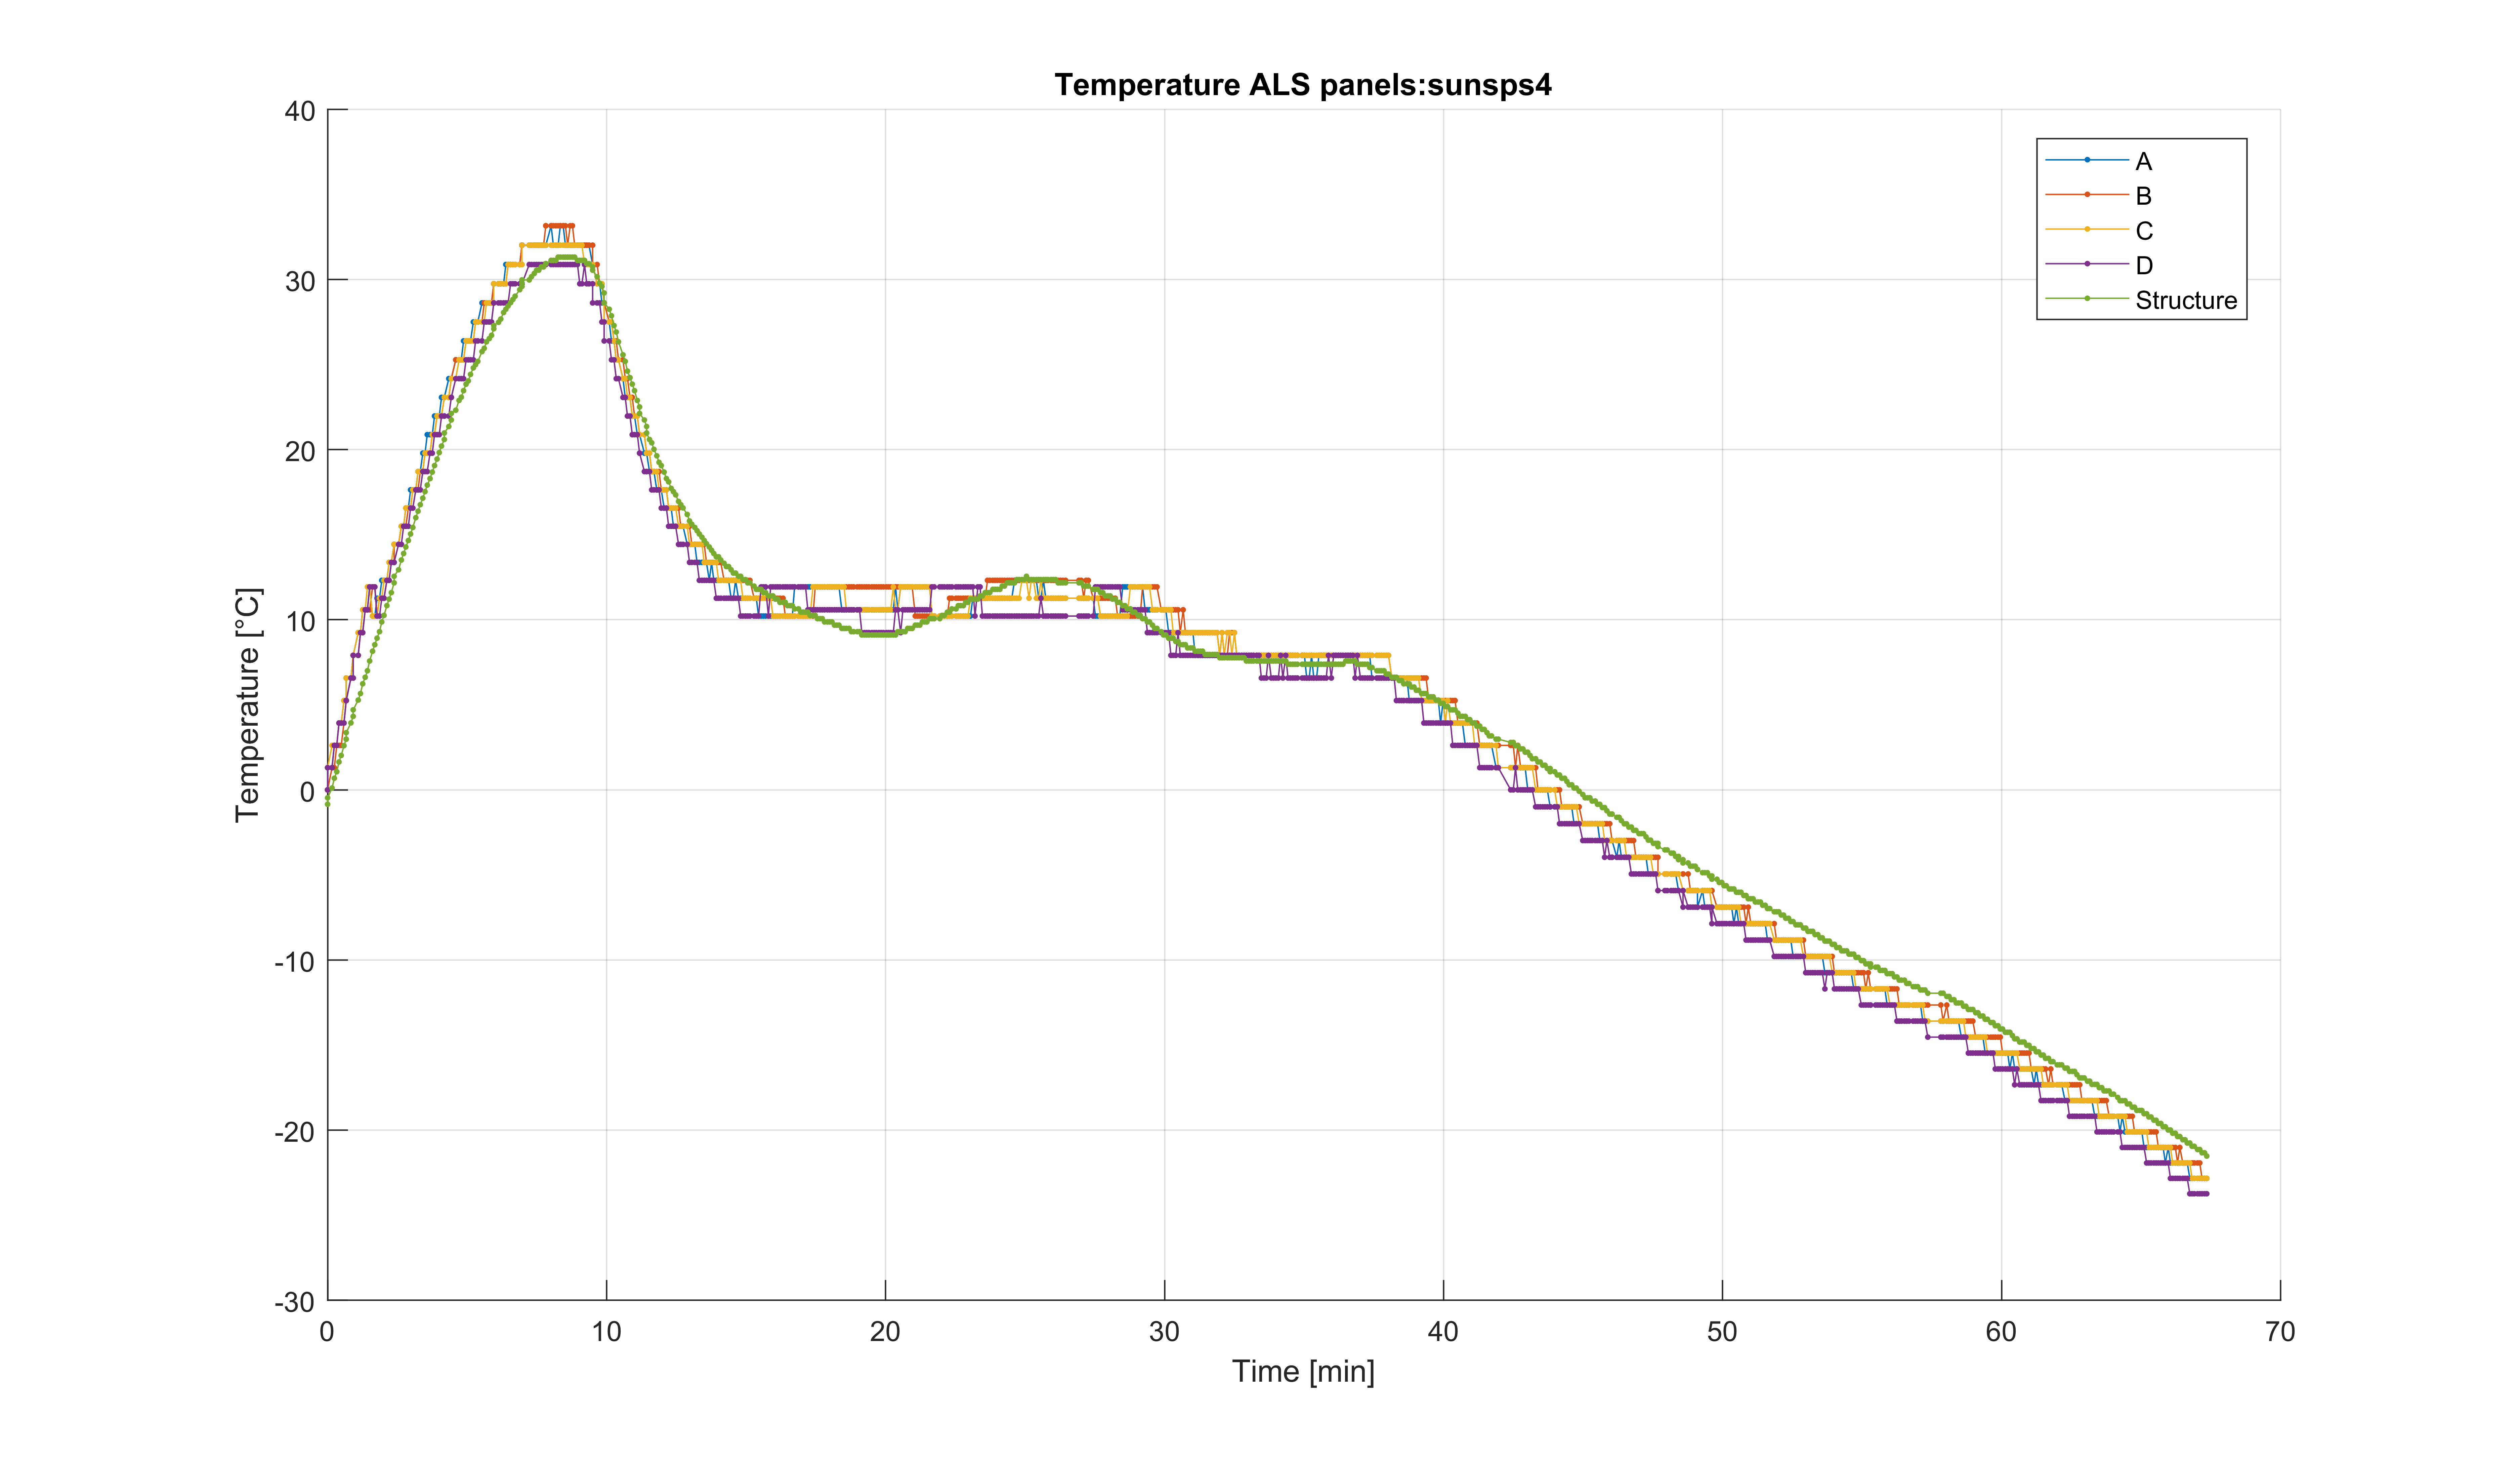 Temperature ALS panels:sunsps4
40
30
20
10
0
-10
-20
-30
Temperature [°C]
A
B
C
D
Structure
0 10 20 30 40 50 60 70
Time [min]